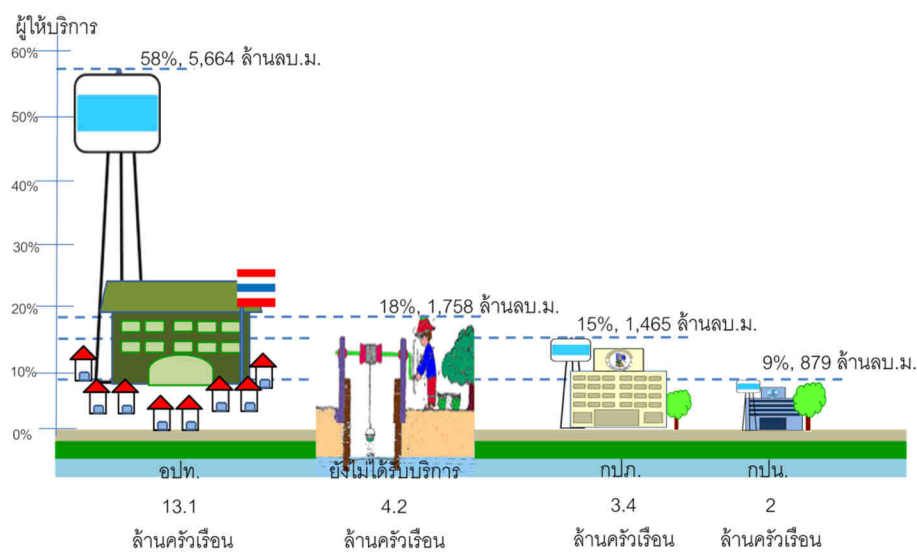 ผู้ให้บริการ
60%
58%, 5,664 ล้านลบ.ม.
50%
40%
30%
20%
18%, 1,758 ล้านลบ.ม.
15%, 1,465 ล้านลบ.ม.
10%
9%, 879 ล้านลบ.ม.
0%
อปท. ยังไม่ได้รับบริการ กปภ. กปน.
13.1 4.2 3.4 2
ล้านครัวเรือน ล้านครัวเรือน ล้านครัวเรือน ล้านครัวเรือน